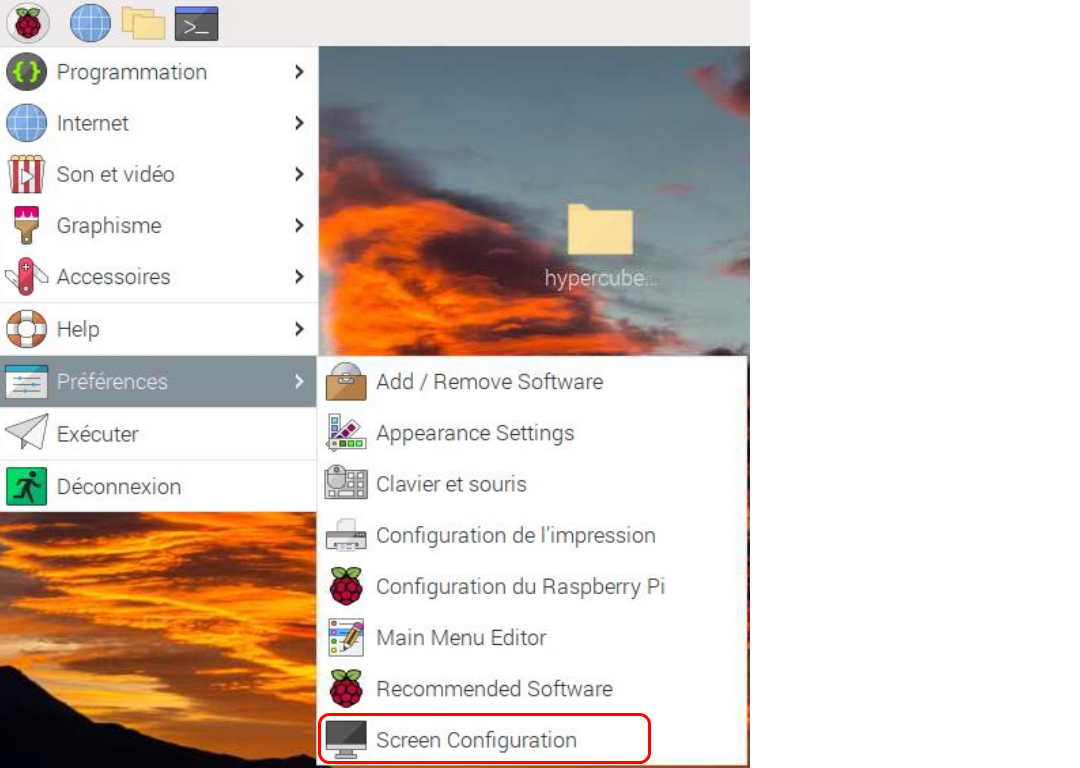 >_
Programmation
Internet
Son et vidéo
Graphisme
Accessoires
Help
Préférences
Exécuter
Déconnexion
hypercube...
Add / Remove Software
Appearance Settings
Clavier et souris
Configuration de l'impression
Configuration du Raspberry Pi
Main Menu Editor
Recommended Software
Screen Configuration